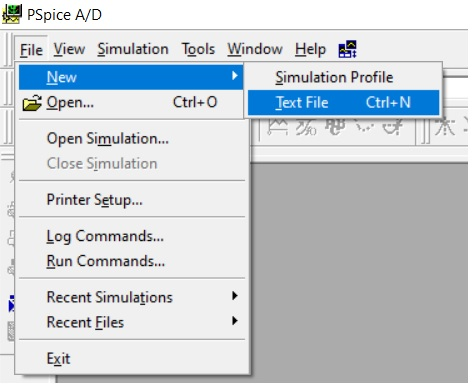 PSpice A/D
File View Simulation Tools Window Help
New
Simulation Profile
Open... Ctrl+O
Text File Ctrl+N
Open Simulation...
Close Simulation
Printer Setup...
Log Commands...
Run Commands...
Recent Simulations
Recent Files
Exit